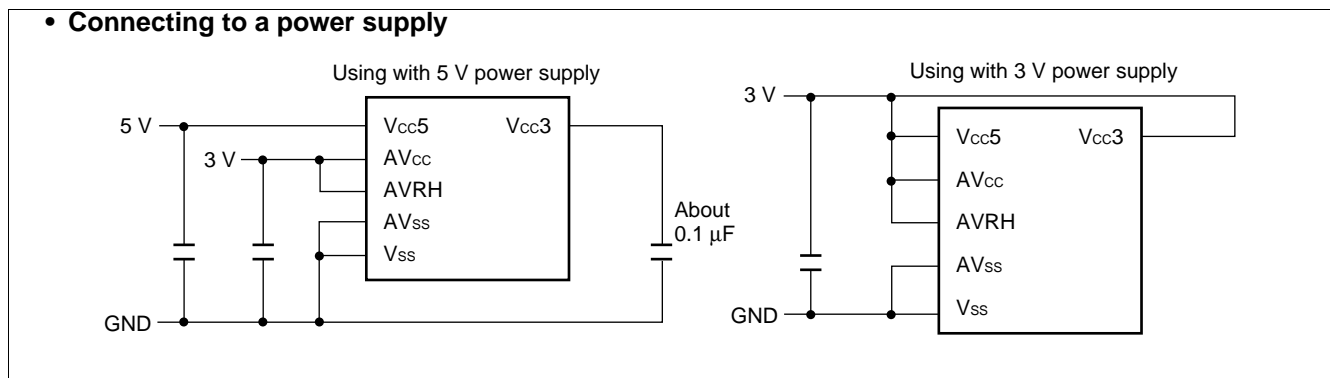 • Connecting to a power supply
Using with 5 V power supply
5 V
3 V
VCC5
VCC3
AVCC
AVRH
AVSS
VSS
About
0.1 μF
GND
Using with 3 V power supply
3 V
VCC5
VCC3
AVCC
AVRH
AVSS
VSS
GND